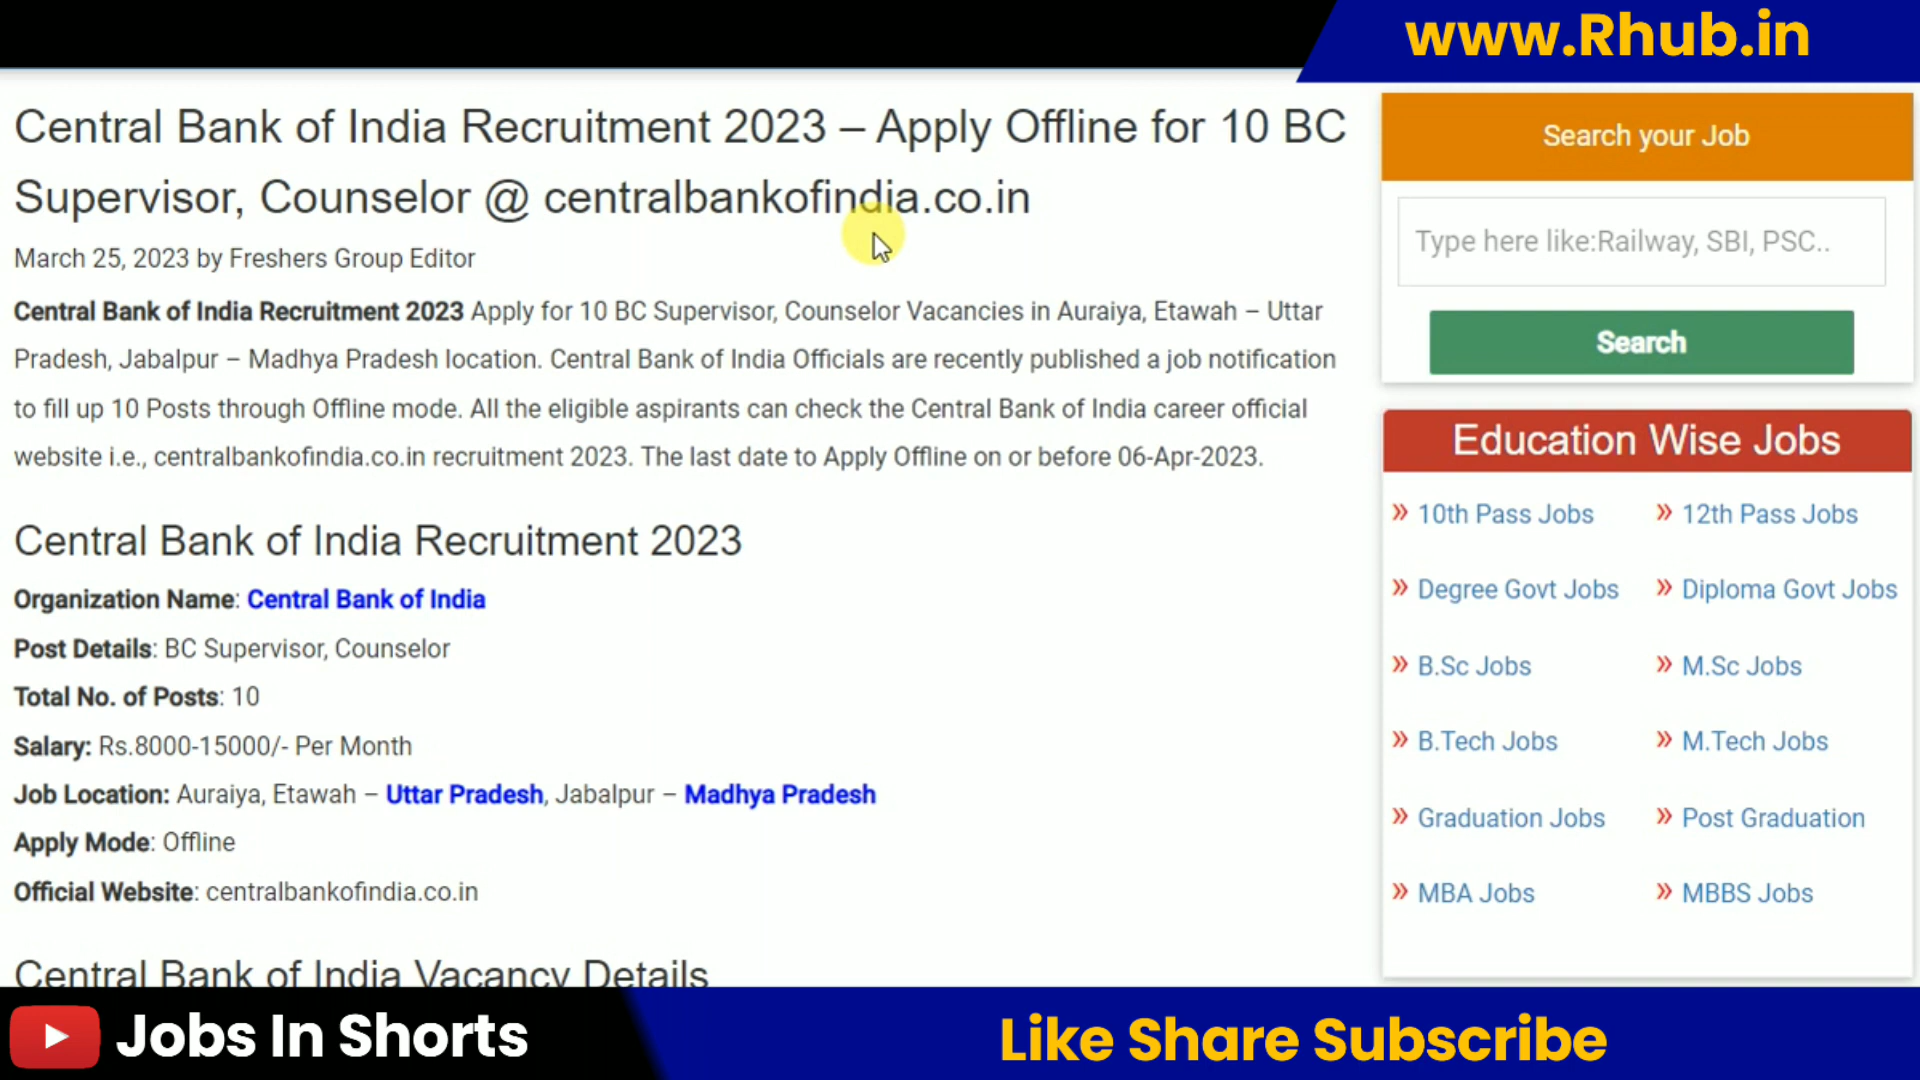 www.Rhub.in
Central Bank of India Recruitment 2023 – Apply Offline for 10 BC
Supervisor, Counselor @ centralbankofindia.co.in
March 25, 2023 by Freshers Group Editor
Central Bank of India Recruitment 2023 Apply for 10 BC Supervisor, Counselor Vacancies in Auraiya, Etawah – Uttar
Pradesh, Jabalpur – Madhya Pradesh location. Central Bank of India Officials are recently published a job notification
to fill up 10 Posts through Offline mode. All the eligible aspirants can check the Central Bank of India career official
website i.e., centralbankofindia.co.in recruitment 2023. The last date to Apply Offline on or before 06-Apr-2023.
Central Bank of India Recruitment 2023
Organization Name: Central Bank of India
Post Details: BC Supervisor, Counselor
Total No. of Posts: 10
Salary: Rs.8000-15000/- Per Month
Job Location: Auraiya, Etawah – Uttar Pradesh, Jabalpur – Madhya Pradesh
Apply Mode: Offline
Official Website: centralbankofindia.co.in
Central Bank of India Vacancy Details
Search your Job
Type here like:Railway, SBI, PSC..
Search
Education Wise Jobs
» 10th Pass Jobs » 12th Pass Jobs
» Degree Govt Jobs » Diploma Govt Jobs
» B.Sc Jobs » M.Sc Jobs
» B.Tech Jobs » M.Tech Jobs
» Graduation Jobs » Post Graduation
» MBA Jobs » MBBS Jobs
Jobs In Shorts
Like Share Subscribe